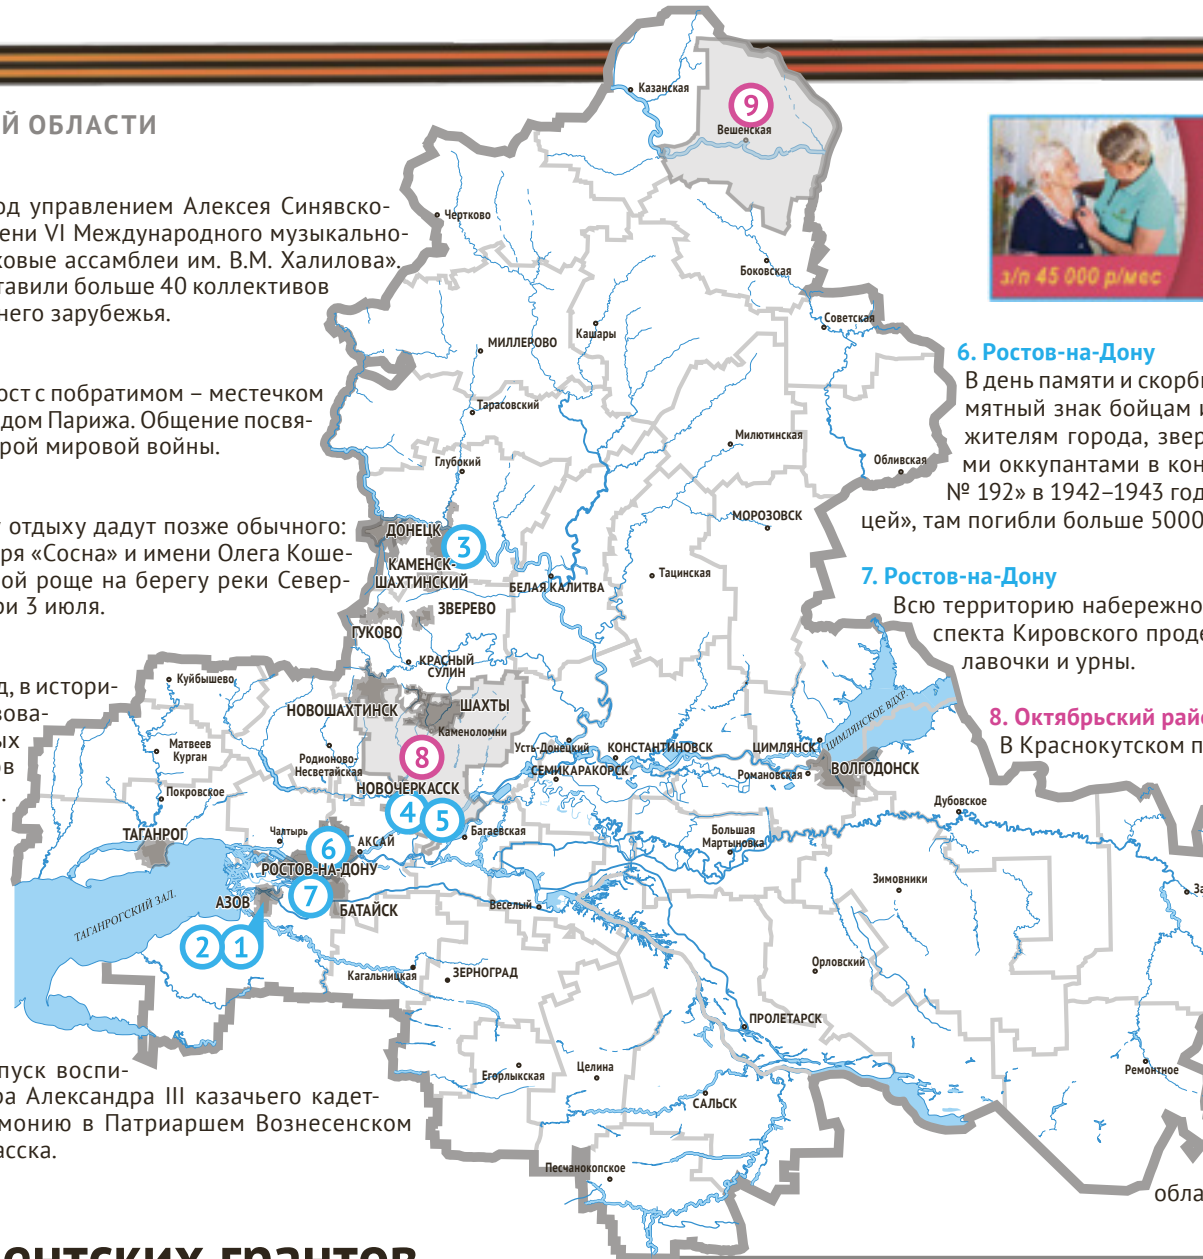 Й ОБЛАСТИ
од управлением Алексея Синявско-
ени VI Международного музыкально-
ковые ассамблеи им. В.М. Халилова».
тавили больше 40 коллективов
него зарубежья.
ост с побратимом – местечком
дом Парижа. Общение посвя-
рой мировой войны.
у отдыху дадут позже обычного:
ря «Сосна» и имени Олега Коше-
ой роще на берегу реки Север-
ри 3 июля.
д, в истори-
зова-
ых
ов
.
пуск воспи-
ра Александра III казачьего кадет-
монию в Патриаршем Вознесенском
асска.
ентских грантов
з/п 45 000 р/мес
6. Ростов-на-Дону
В день памяти и скорби
мятный знак бойцам и
жителям города, звер
ми оккупантами в кон
№ 192» в 1942–1943 год
цей», там погибли больше 5000
7. Ростов-на-Дону
Всю территорию набережно
спекта Кировского проде
лавочки и урны.
8. Октябрьский райо
В Краснокутском п
обла
Казанская
9
Вешенская
Чертково
Боковская
Советская
Кашары
МИЛЛЕРОВО
Тарасовский
Милютинская
Глубокий
Обливская
МОРОЗОВСК
ДОНЕЦК
3
КАМЕНСК-
ШАХТИНСКИЙ
БЕЛАЯ КАЛИТВА
Тацинская
ЗВЕРЕВО
ГУКОВО
КРАСНЫЙ
СУЛИН
Куйбышево
НОВОШАХТИНСК
ШАХТЫ
Каменоломни
ЦИМЛЯНСКОЕ ВДХР.
Матвеев
Курган
Родионово-
Несветайская
8
Усть-Донецкий
КОНСТАНТИНОВСК
ЦИМЛЯНСК
СЕМИКАРАКОРСК
Романовская
ВОЛГОДОНСК
Покровское
НОВОЧЕРКАССК
4
5
Дубовское
ТАГАНРОГ
Чалтырь
6
АКСАЙ
Багаевская
Большая
Мартыновка
РОСТОВ-НА-ДОНУ
7
Зимовники
За
АЗОВ
БАТАЙСК
Веселый
ТАГАНРОГСКИЙ ЗАЛ.
2
1
Кагальницкая
ЗЕРНОГРАД
Орловский
ПРОЛЕТАРСК
Егорлыкская
Целина
Ремонтное
САЛЬСК
Песчанокопское